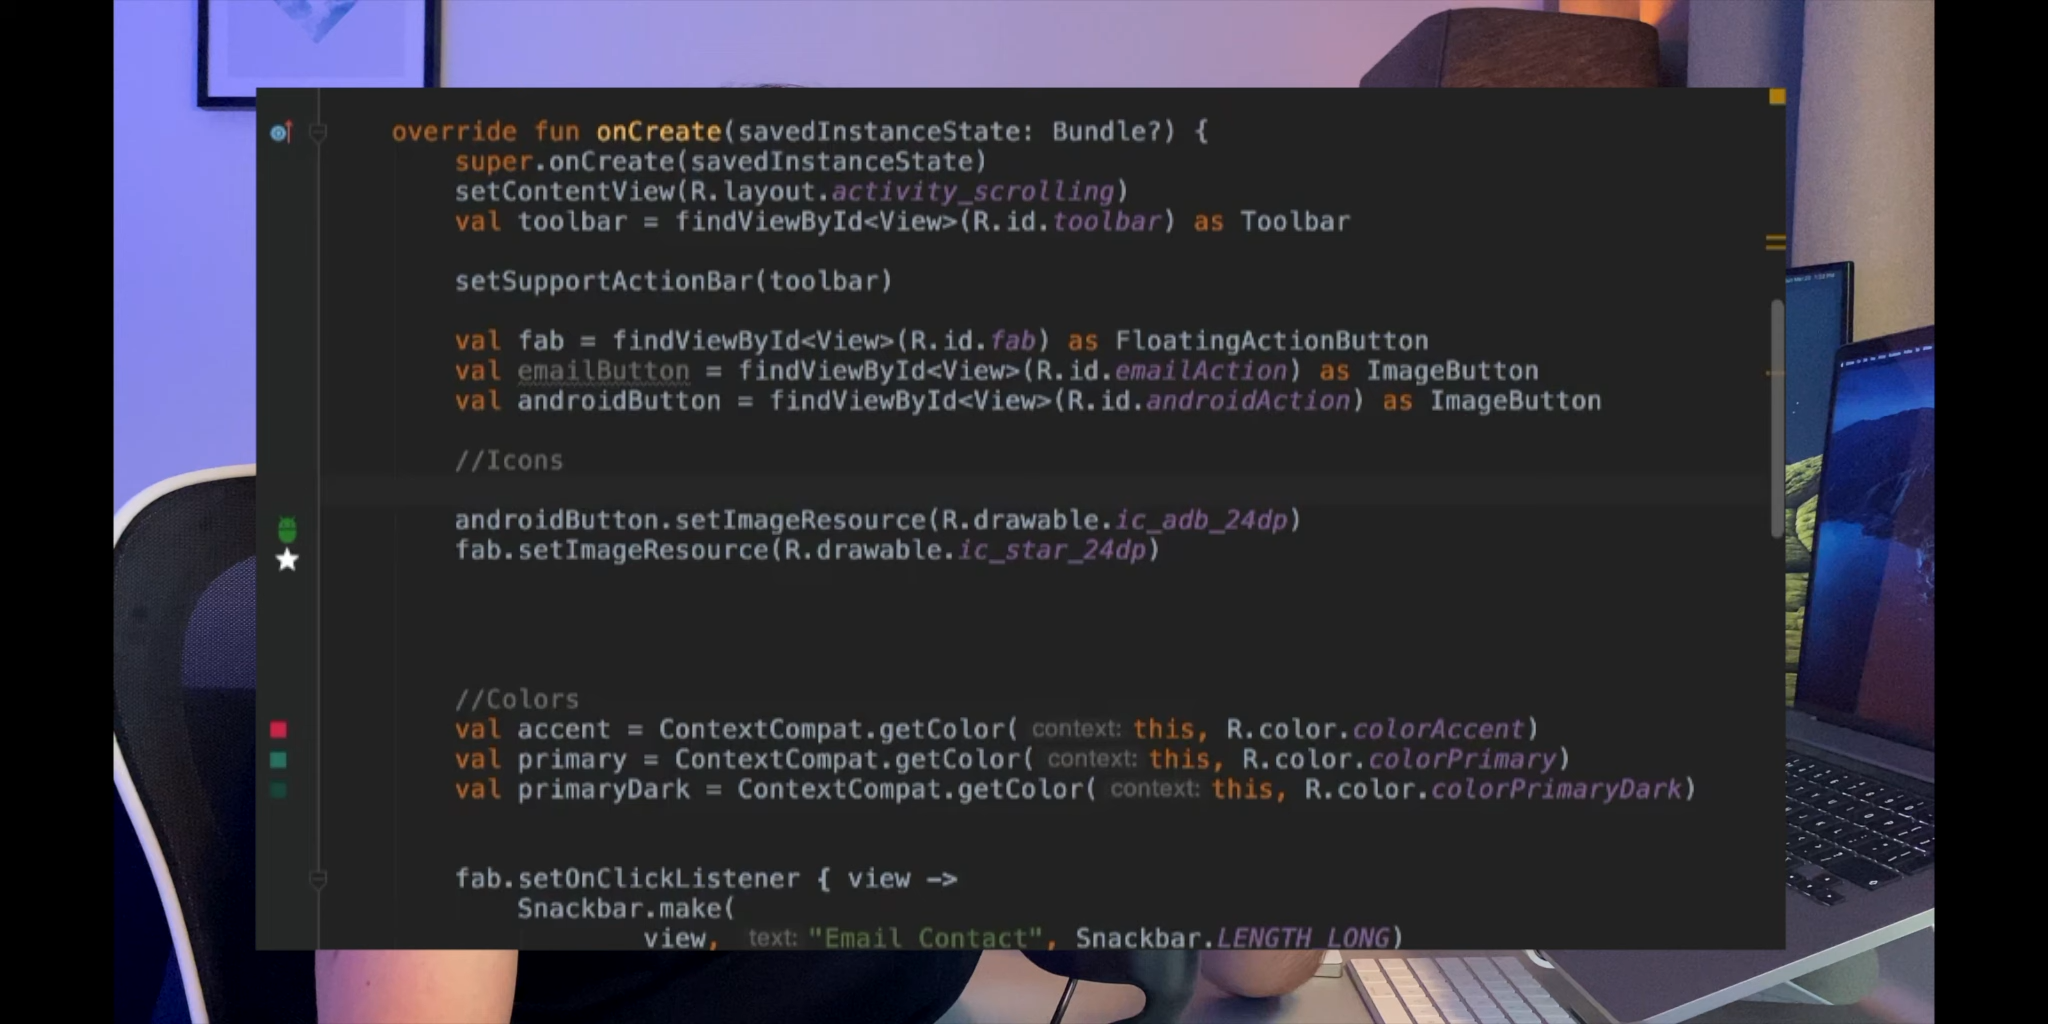 override fun onCreate(savedInstanceState: Bundle?) {
super.onCreate(savedInstanceState)
setContentView(R.layout.activity_scrolling)
val toolbar = findViewById<View>(R.id.toolbar) as Toolbar
setSupportActionBar(toolbar)
val fab = findViewById<View>(R.id.fab) as FloatingActionButton
val emailButton = findViewById<View>(R.id.emailAction) as ImageButton
val androidButton = findViewById<View>(R.id.androidAction) as ImageButton
//Icons
androidButton.setImageResource(R.drawable.ic_adb_24dp)
fab.setImageResource(R.drawable.ic_star_24dp)
//Colors
val accent = ContextCompat.getColor( context: this, R.color.colorAccent)
val primary = ContextCompat.getColor( context: this, R.color.colorPrimary)
val primaryDark = ContextCompat.getColor( context: this, R.color.colorPrimaryDark)
fab.setOnClickListener { view ->
Snackbar.make(
view, text: "Email Contact", Snackbar.LENGTH_LONG)